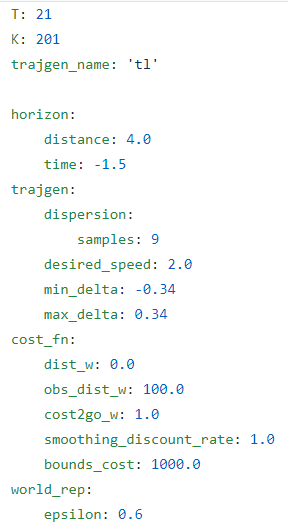 T: 21
K: 201
trajgen_name: 'tl'

horizon:
    distance: 4.0
    time: -1.5
trajgen:
    dispersion:
        samples: 9
    desired_speed: 2.0
    min_delta: -0.34
    max_delta: 0.34
cost_fn:
    dist_w: 0.0
    obs_dist_w: 100.0
    cost2go_w: 1.0
    smoothing_discount_rate: 1.0
    bounds_cost: 1000.0
world_rep:
    epsilon: 0.6